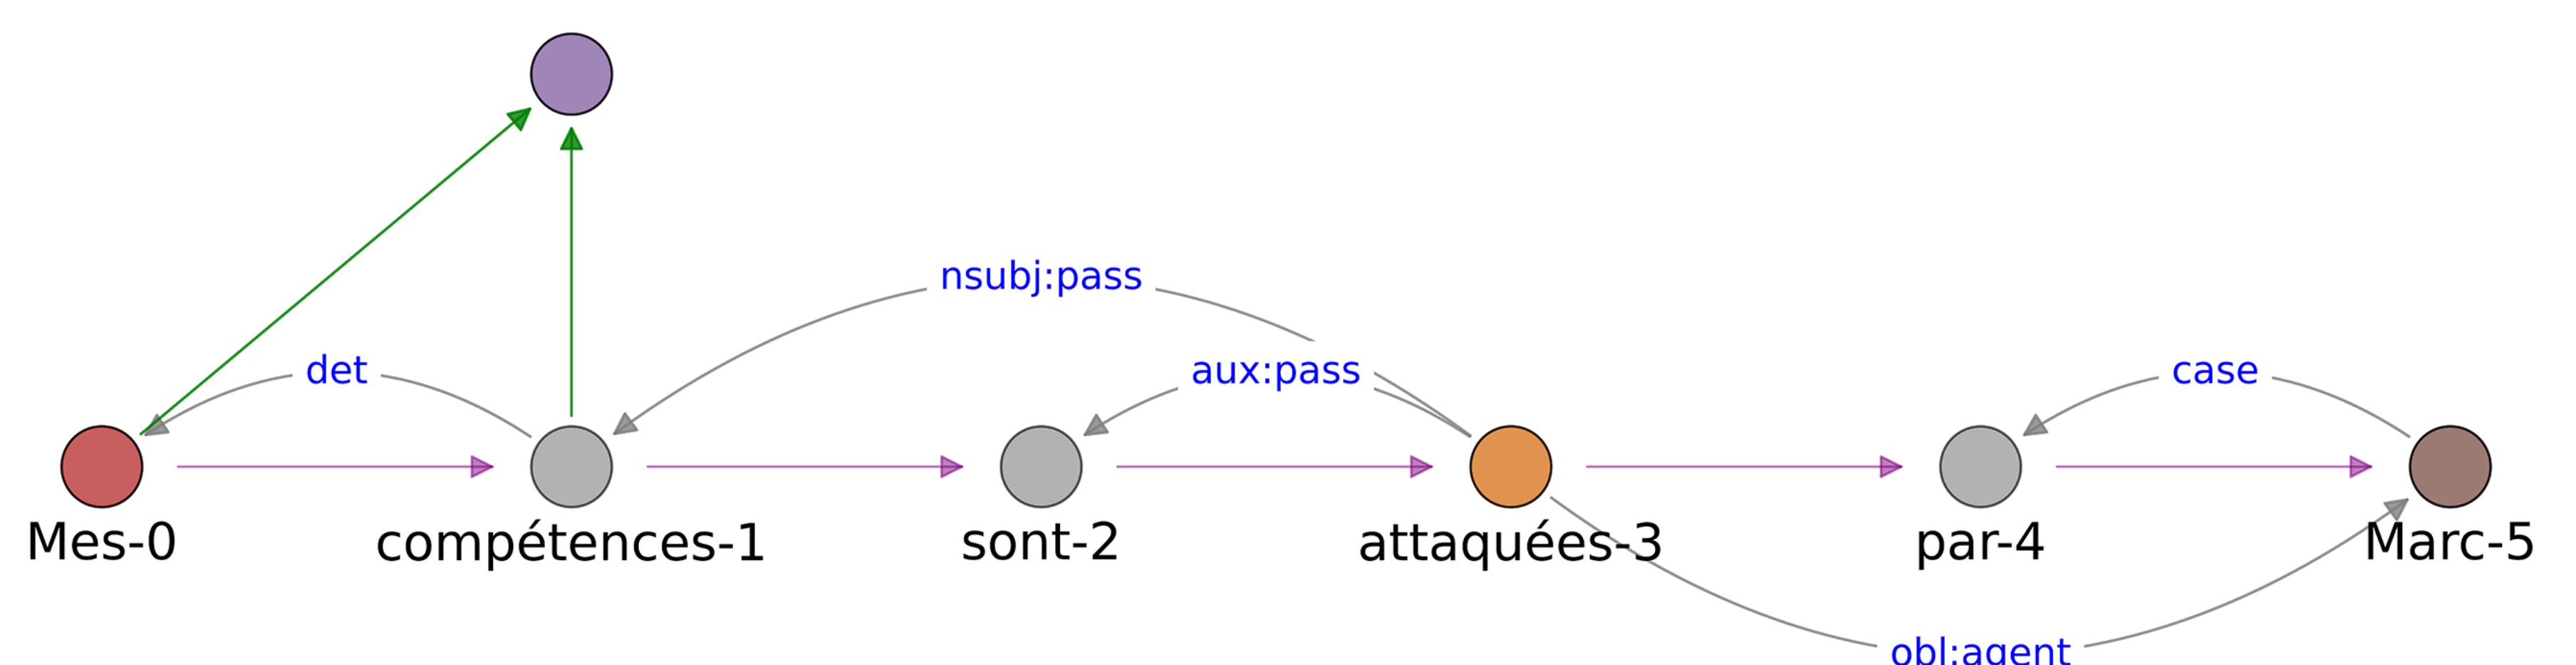 nsubj:pass
det
aux:pass
case
Mes-0 compétences-1 sont-2 attaquées-3 par-4 Marc-5
obl:agent